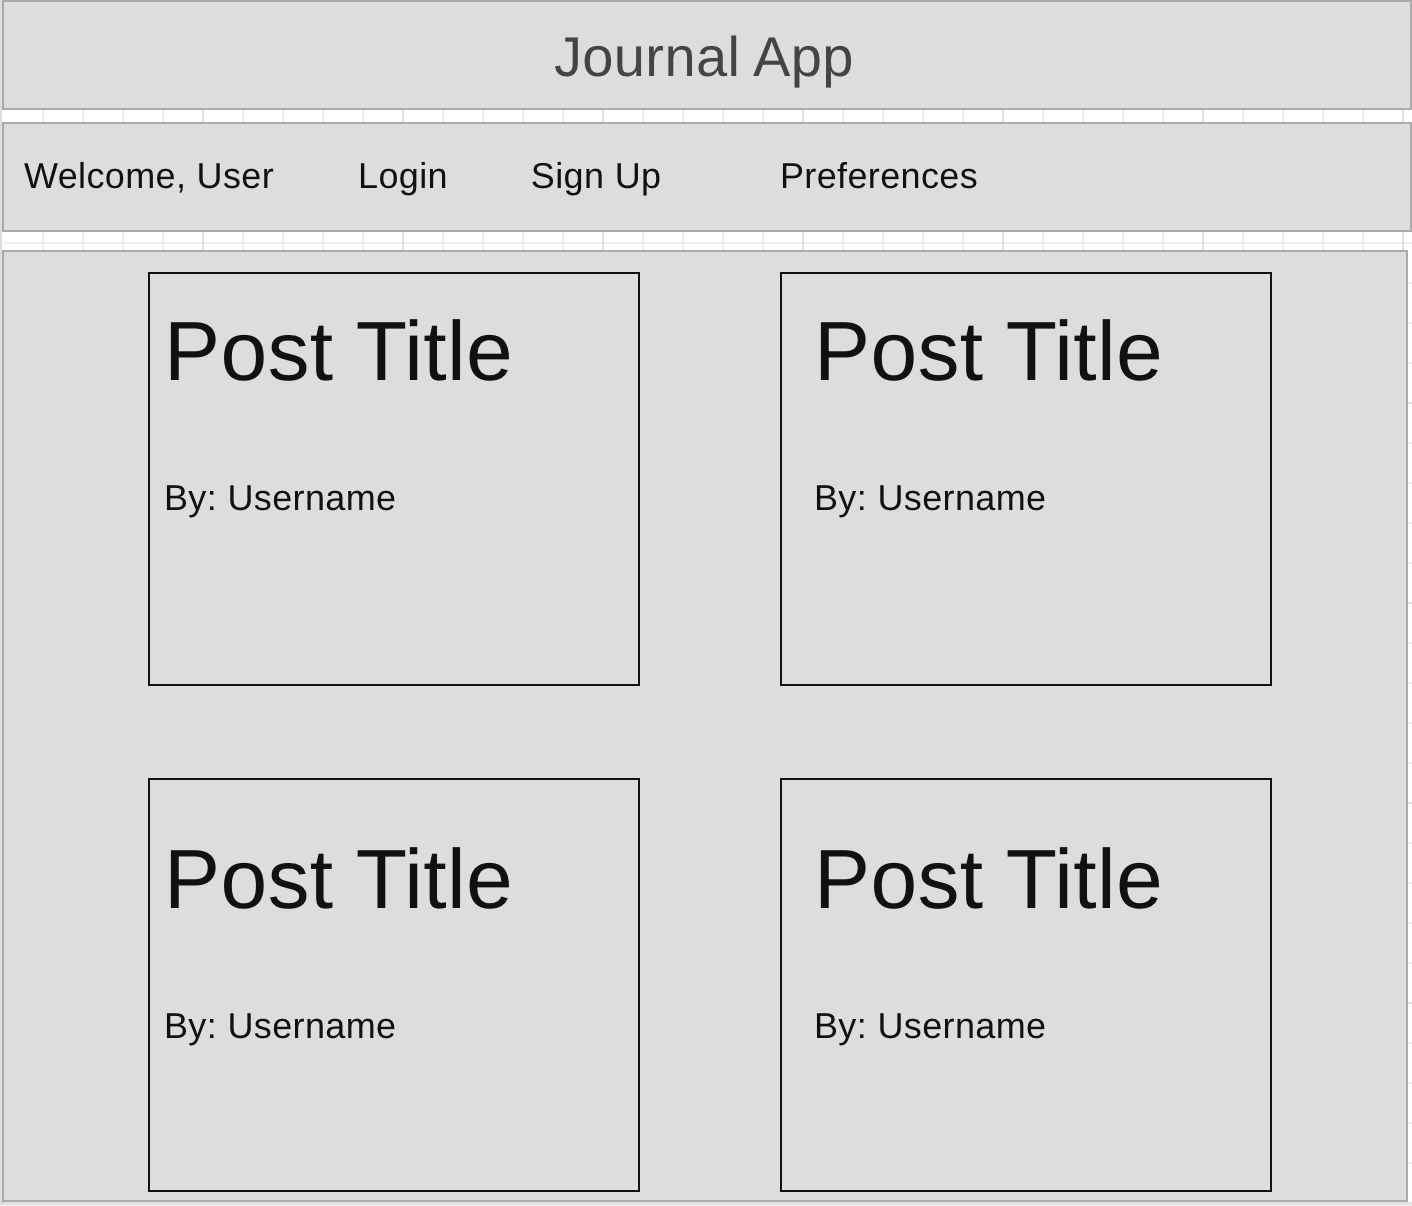 Journal App
Welcome, User Login Sign Up Preferences
Post Title Post Title
By: Username By: Username
Post Title Post Title
By: Username By: Username